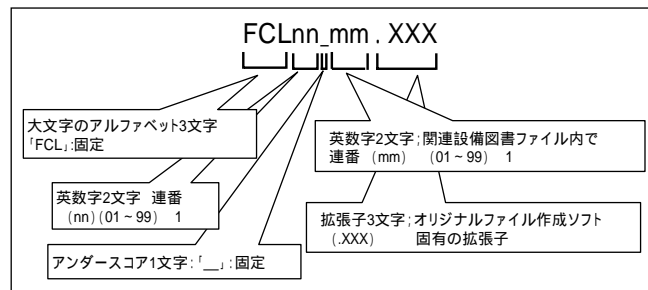 FCLnn_mm.XXX
大文字のアルファベット3文字
「FCL」:固定
英数字2文字;関連設備図書ファイル内で
連番 (mm) (01~99) 1
英数字2文字 連番
(nn)(01~99) 1
拡張子3文字;オリジナルファイル作成ソフト
(.XXX) 固有の拡張子
アンダースコア1文字:「__」:固定